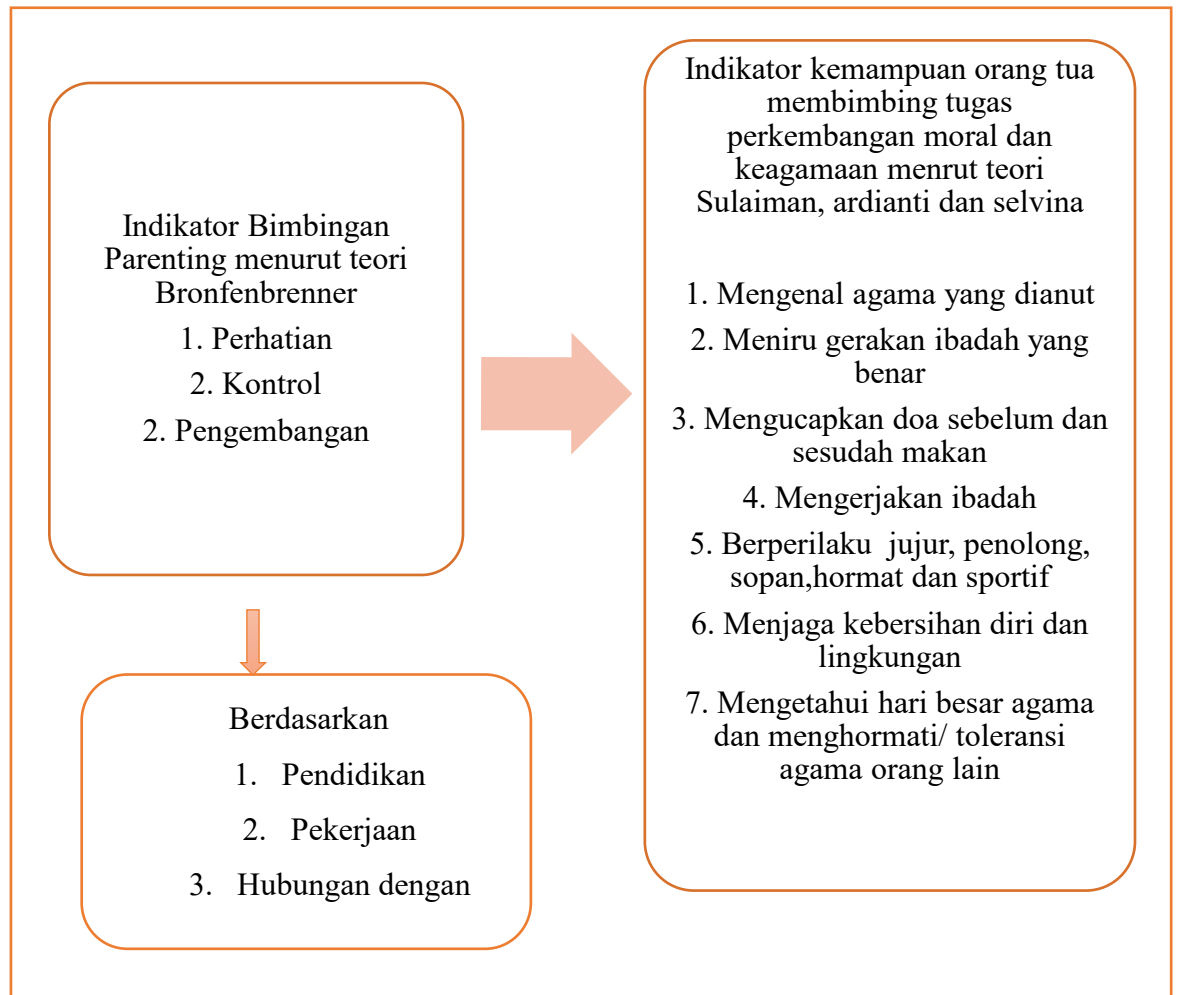 Indikator Bimbingan
Parenting menurut teori
Bronfenbrenner
1. Perhatian
2. Kontrol
2. Pengembangan
Berdasarkan
1. Pendidikan
2. Pekerjaan
3. Hubungan dengan
Indikator kemampuan orang tua
membimbing tugas
perkembangan moral dan
keagamaan menrut teori
Sulaiman, ardianti dan selvina
1. Mengenal agama yang dianut
2. Meniru gerakan ibadah yang
benar
3. Mengucapkan doa sebelum dan
sesudah makan
4. Mengerjakan ibadah
5. Berperilaku  jujur, penolong,
sopan,hormat dan sportif
6. Menjaga kebersihan diri dan
lingkungan
7. Mengetahui hari besar agama
dan menghormati/ toleransi
agama orang lain